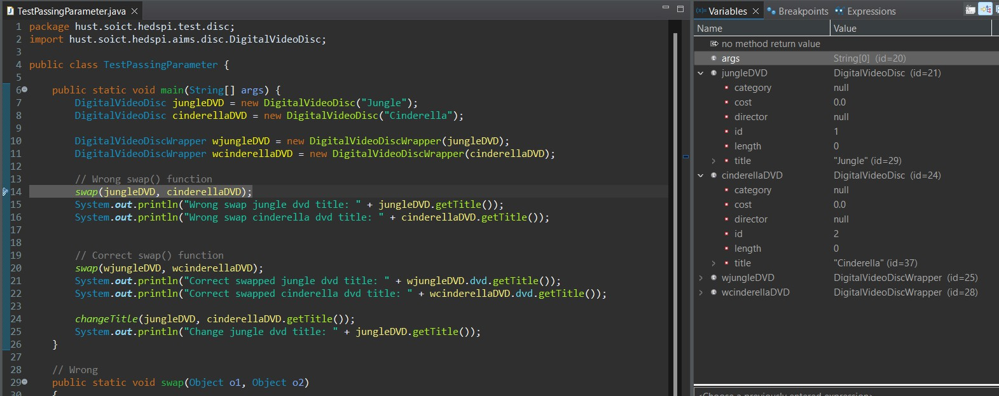 TestPassingParameter.java
1 package hust.soict.hedspi.test.disc;
2 import hust.soict.hedspi.aims.disc.DigitalVideoDisc;
3
4 public class TestPassingParameter {
5
6 public static void main(String[] args) {
7 DigitalVideoDisc jungleDVD = new DigitalVideoDisc("Jungle");
8 DigitalVideoDisc cinderellaDVD = new DigitalVideoDisc("Cinderella");
9
10 DigitalVideoDiscWrapper wjungleDVD = new DigitalVideoDiscWrapper(jungleDVD);
11 DigitalVideoDiscWrapper wcinderellaDVD = new DigitalVideoDiscWrapper(cinderellaDVD);
12
13 // Wrong swap() function
14 swap(jungleDVD, cinderellaDVD);
15 System.out.println("Wrong swap jungle dvd title: " + jungleDVD.getTitle());
16 System.out.println("Wrong swap cinderella dvd title: " + cinderellaDVD.getTitle());
17
18
19 // Correct swap() function
20 swap(wjungleDVD, wcinderellaDVD);
21 System.out.println("Correct swapped jungle dvd title: " + wjungleDVD.dvd.getTitle());
22 System.out.println("Correct swapped cinderella dvd title: " + wcinderellaDVD.dvd.getTitle());
23
24 changeTitle(jungleDVD, cinderellaDVD.getTitle());
25 System.out.println("Change jungle dvd title: " + jungleDVD.getTitle());
26 }
27
28 // Wrong
29 public static void swap(Object o1, Object o2)
30 {
(x)= Variables Breakpoints Expressions
Name Value
no method return value
args String[0] (id=20)
jungleDVD DigitalVideoDisc (id=21)
category null
cost 0.0
director null
id 1
length 0
title "Jungle" (id=29)
cinderellaDVD DigitalVideoDisc (id=24)
category null
cost 0.0
director null
id 2
length 0
title "Cinderella" (id=37)
wjungleDVD DigitalVideoDiscWrapper (id=25)
wcinderellaDVD DigitalVideoDiscWrapper (id=28)
<Choose a previously entered expression>